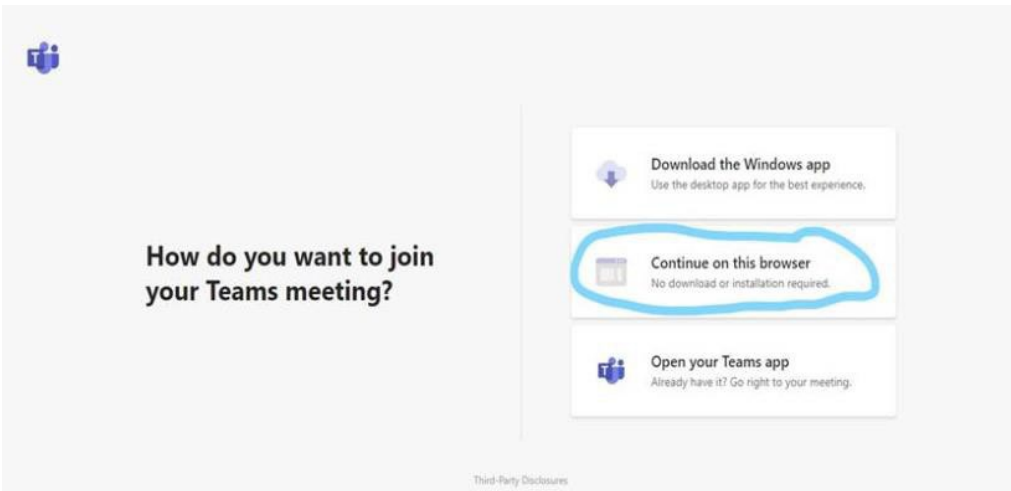 How do you want to join
your Teams meeting?
Download the Windows app
Use the desktop app for the best experience.
Continue on this browser
No download or installation required.
Open your Teams app
Already have it? Go right to your meeting.
Third-Party Disclosures